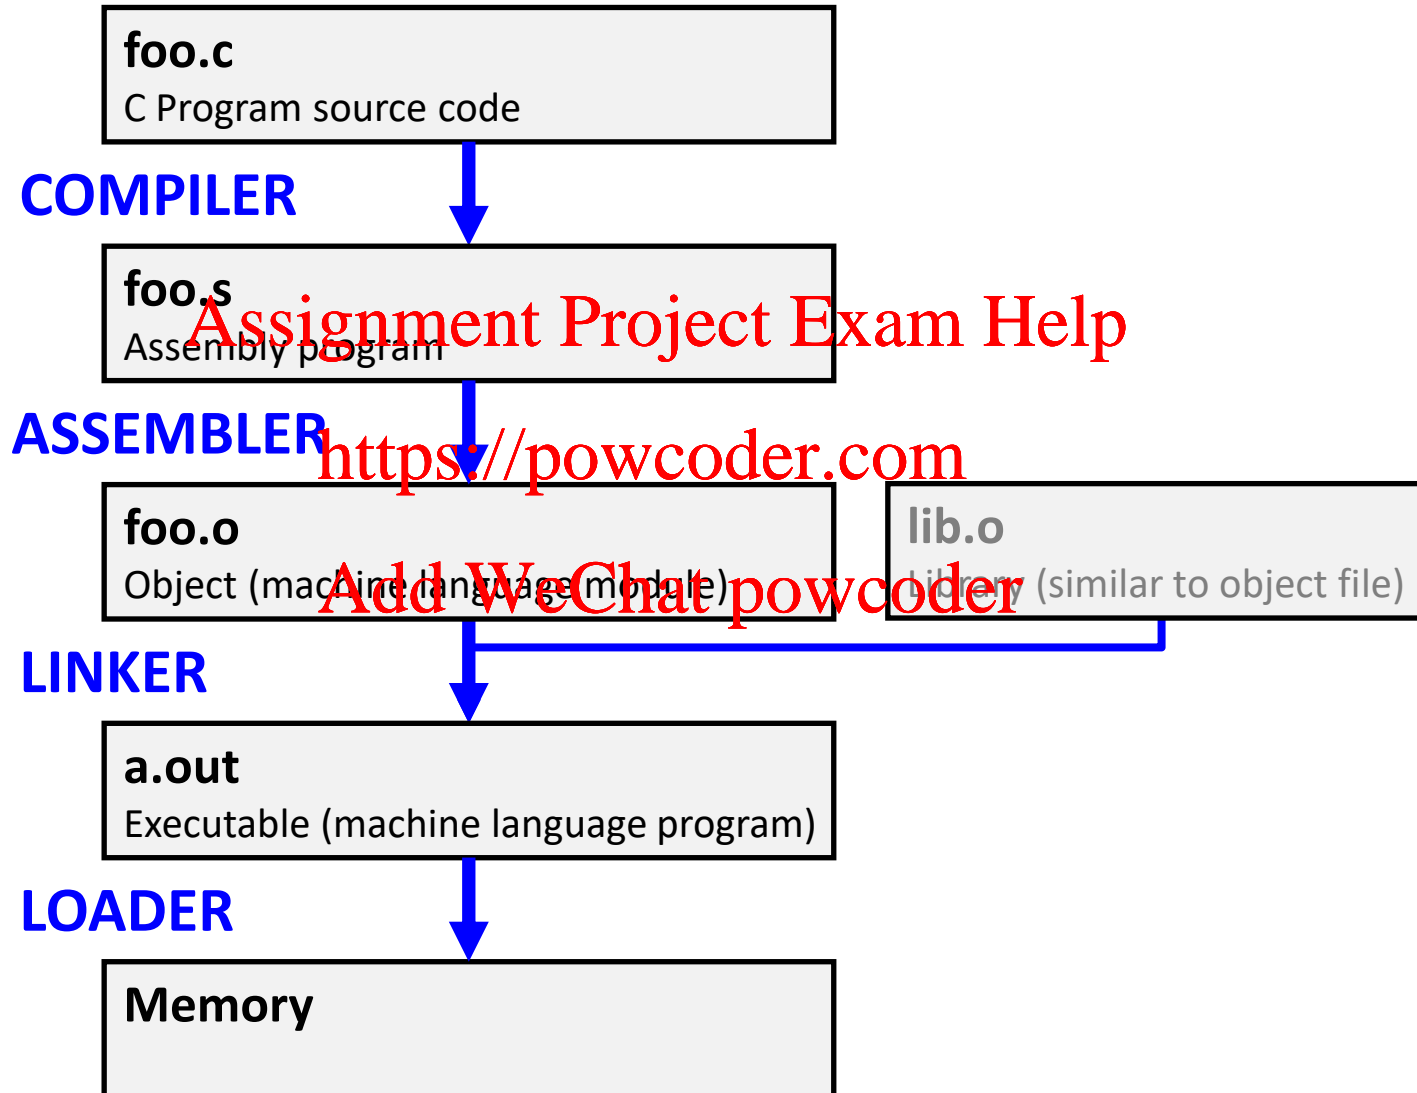 foo.c
C Program source code
COMPILER
foo.s
Assignment Project Exam Help
Assembly program
ASSEMBLER
https://powcoder.com
foo.o
lib.o
Object (machine language module)
Add WeChat powcoder
Library (similar to object file)
LINKER
a.out
Executable (machine language program)
LOADER
Memory